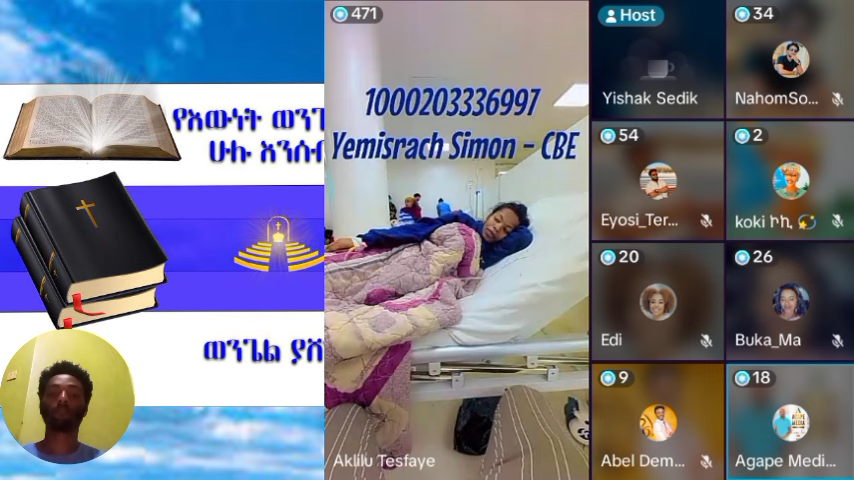 የእውነት ወንገ
ሁሉ እንሰብ
ወንጌል ያሸ
471
1000203336997
Yemisrach Simon - CBE
Aklilu Tesfaye
Host
Yishak Sedik
34
NahomSo...
54
Eyosi_Ter...
2
koki ኮኪ
20
Edi
26
Buka_Ma
9
Abel Dem...
18
Agape Medi...